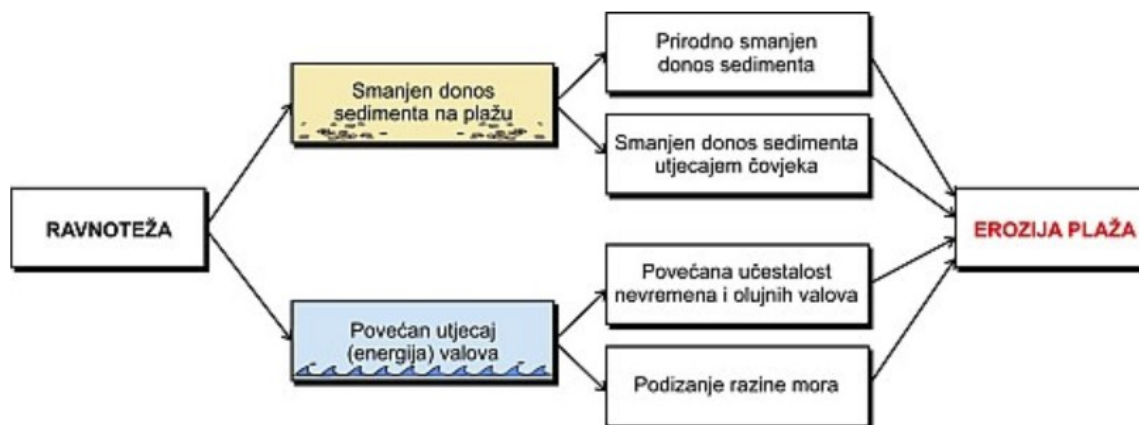 RAVNOTEŽA
Smanjen donos
sedimenta na plažu
Povećan utjecaj
(energija) valova
Prirodno smanjen
donos sedimenta
Smanjen donos sedimenta
utjecajem čovjeka
Povećana učestalost
nevremena i olujnih valova
Podizanje razine mora
EROZIJA PLAŽA